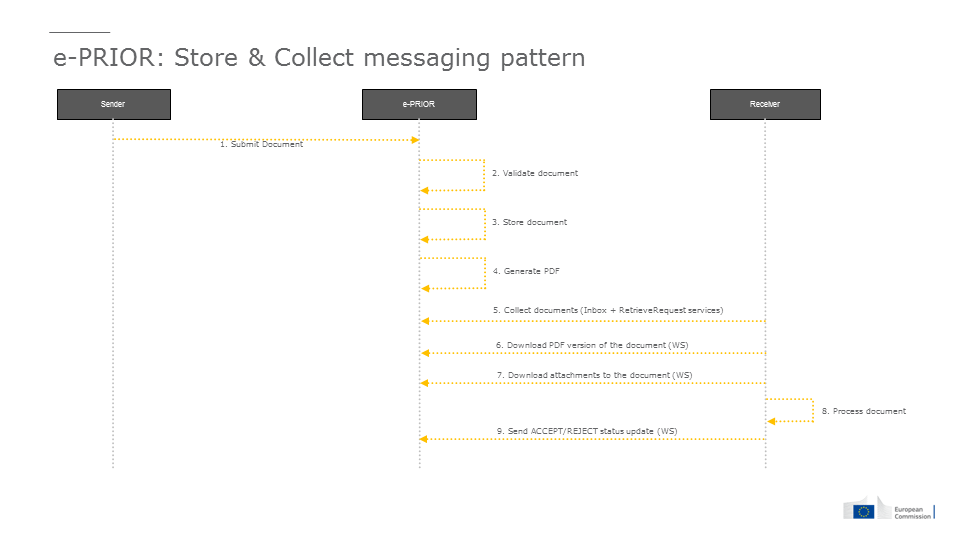 e-PRIOR: Store & Collect messaging pattern
Sender
e-PRIOR
Receiver
1. Submit Document
2. Validate document
3. Store document
4. Generate PDF
5. Collect documents (Inbox + RetrieveRequest services)
6. Download PDF version of the document (WS)
7. Download attachments to the document (WS)
8. Process document
9. Send ACCEPT/REJECT status update (WS)
European
Commission